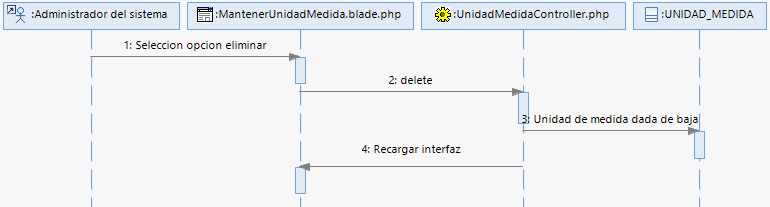 :Administrador del sistema
:MantenerUnidadMedida.blade.php
:UnidadMedidaController.php
:UNIDAD_MEDIDA
1: Seleccion opcion eliminar
2: delete
3: Unidad de medida dada de baja
4: Recargar interfaz